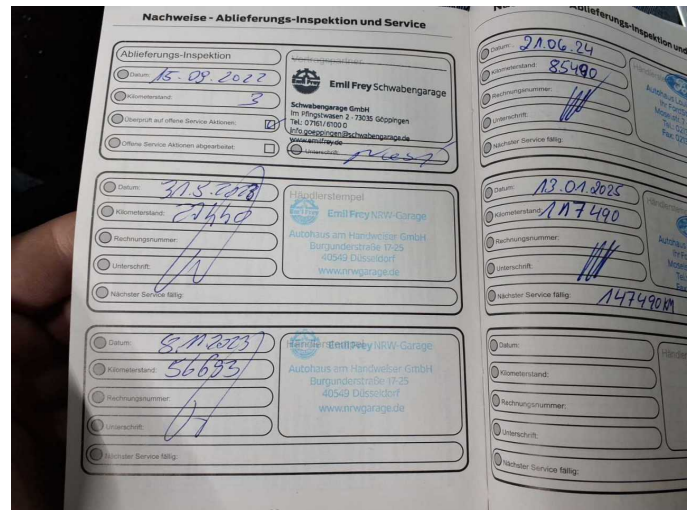 Nachweise - Ablieferungs-Inspektion und Service
Ablieferungs-Inspektion
Datum: 15.09.2022
Kilometerstand: 3
Überprüft auf offene Service Aktionen:
Offene Service Aktionen abgearbeitet:
Emil Frey Schwabengarage
Schwabengarage GmbH
Im Pfingstwasen 2 - 73035 Göppingen
Tel.: 07161/6100 0
info.goeppingen@schwabengarage.de
www.emilfrey.de
Unterschrift:
Datum: 31.5.2023
Kilometerstand: 27440
Rechnungsnummer:
Unterschrift:
Nächster Service fällig:
Händlerstempel
Emil Frey NRW-Garage
Autohaus am Handweiser GmbH
Burgunderstraße 17-25
40549 Düsseldorf
www.nrwgarage.de
Datum: 8.11.2023
Kilometerstand: 56693
Rechnungsnummer:
Unterschrift:
Nächster Service fällig:
Händlerstempel
Emil Frey NRW-Garage
Autohaus am Handweiser GmbH
Burgunderstraße 17-25
40549 Düsseldorf
www.nrwgarage.de
Ablieferungs-Inspektion und
Datum: 21.06.24
Kilometerstand: 85490
Rechnungsnummer:
Unterschrift:
Nächster Service fällig:
Datum: 13.01.2025
Kilometerstand: 117490
Rechnungsnummer:
Unterschrift:
Nächster Service fällig: 147490 KM
Datum:
Kilometerstand:
Rechnungsnummer:
Unterschrift:
Nächster Service fällig: